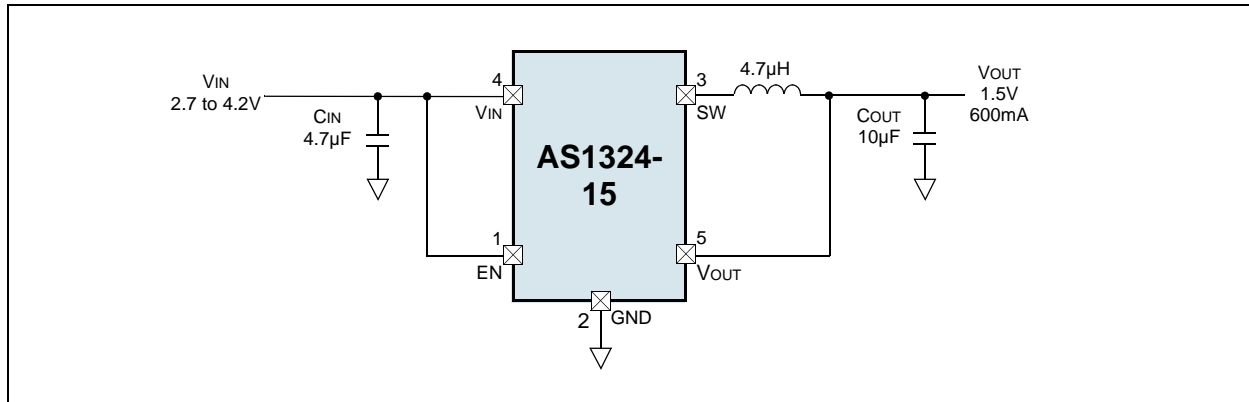 VIN
2.7 to 4.2V
CIN
4.7µF
4
VIN
1
EN
AS1324-
15
2
GND
3
SW
4.7µH
5
VOUT
COUT
10µF
VOUT
1.5V
600mA